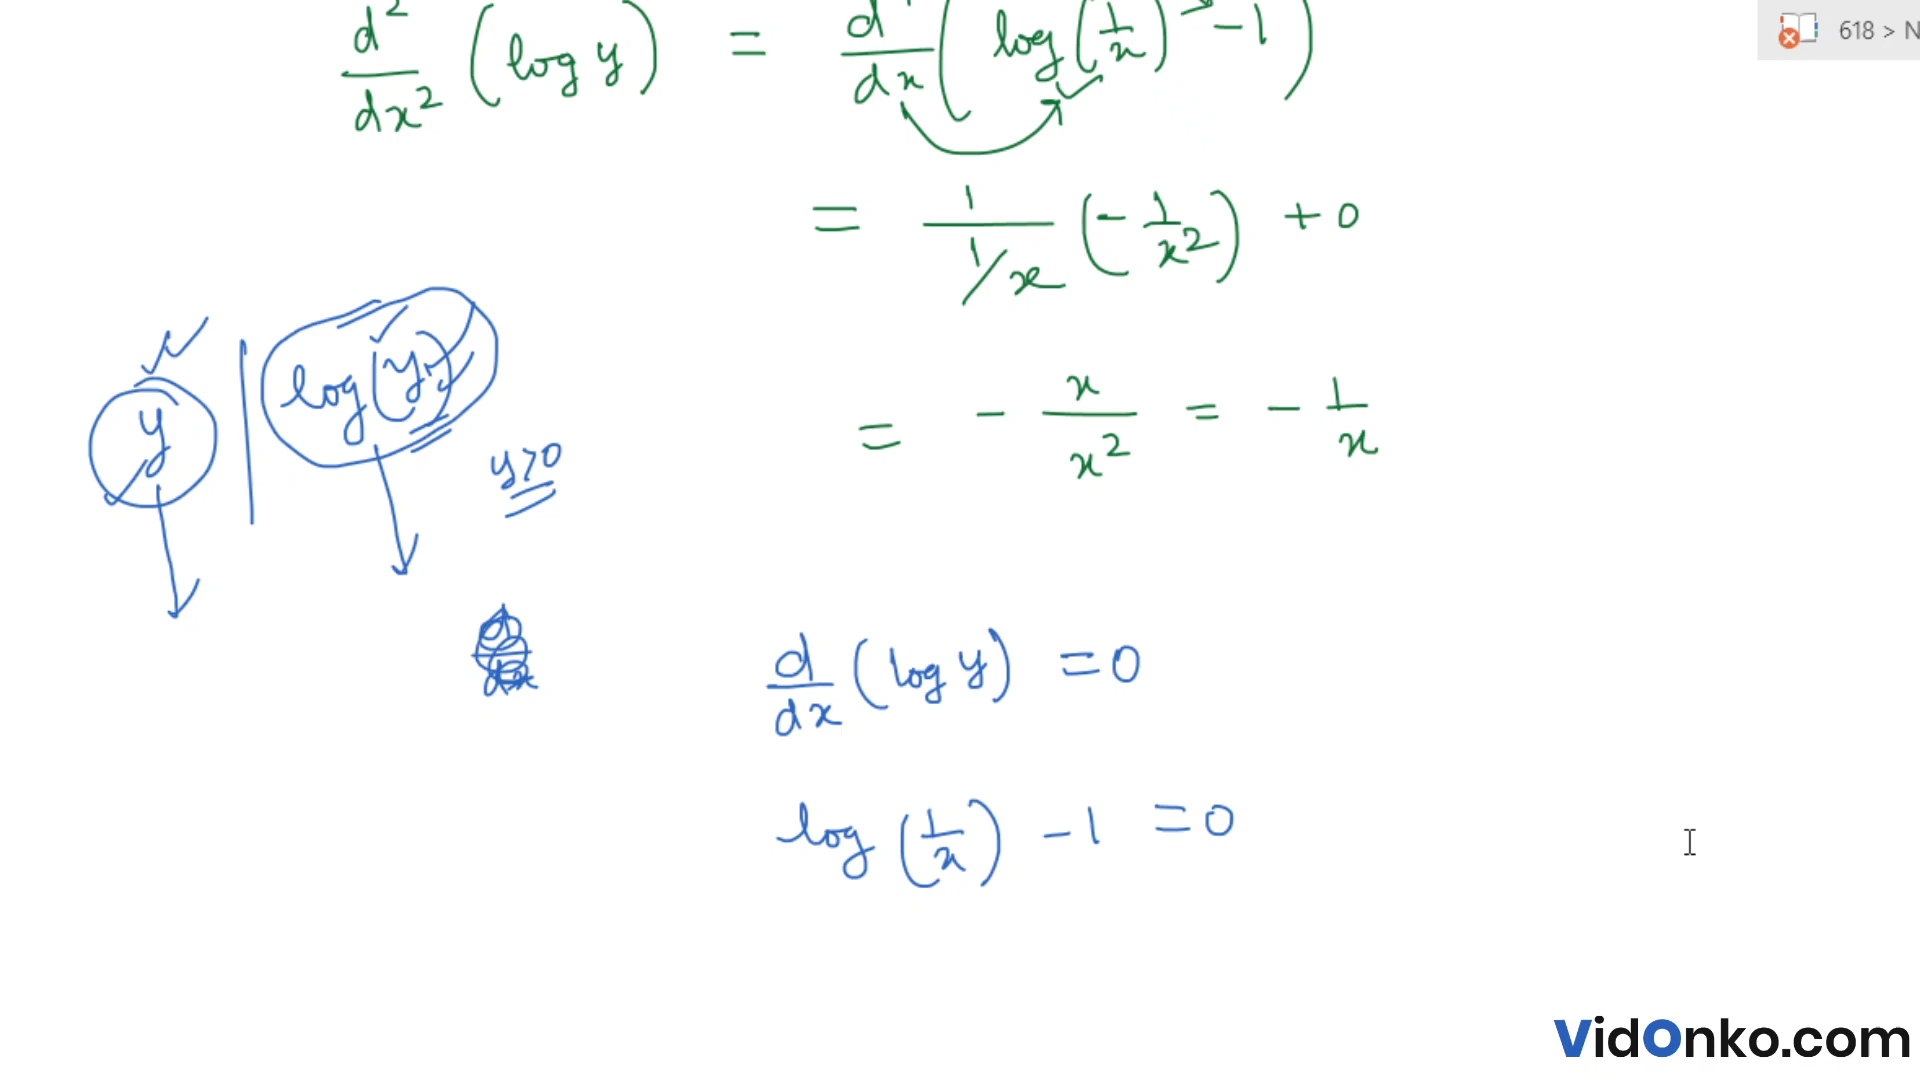 d²/dx² (log y) = d/dx (log(1/x) - 1)
618 > N
= 1/(1/x) (-1/x²) + 0
y | log(y)
y>0
= - x/x² = - 1/x
d/dx
d/dx (log y) = 0
log (1/x) - 1 = 0
VidOnko.com